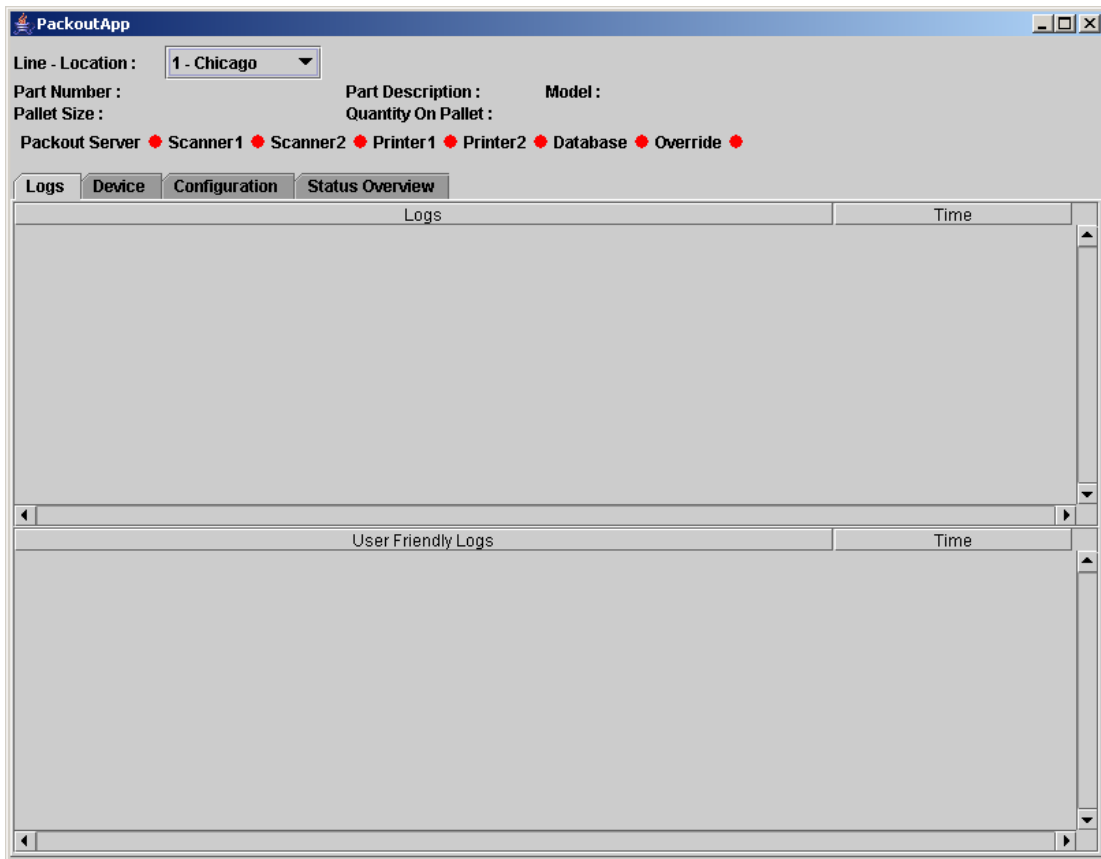 PackoutApp
Line - Location : 1 - Chicago
Part Number : Part Description : Model :
Pallet Size : Quantity On Pallet :
Packout Server Scanner1 Scanner2 Printer1 Printer2 Database Override
Logs Device Configuration Status Overview
Logs Time
User Friendly Logs Time